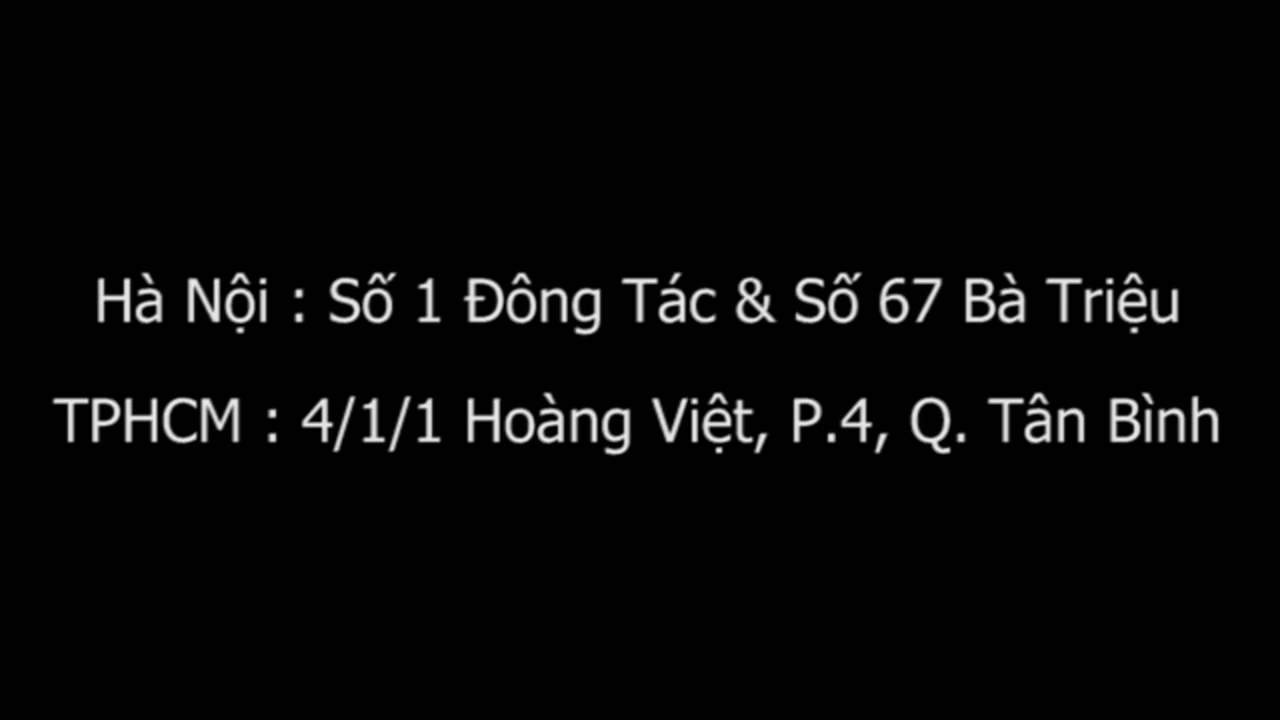 Hà Nội : Số 1 Đông Tác & Số 67 Bà Triệu
TPHCM : 4/1/1 Hoàng Việt, P.4, Q. Tân Bình